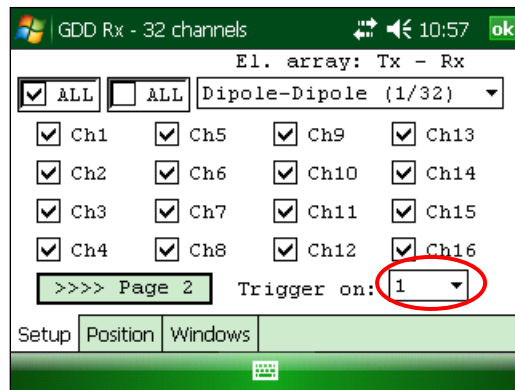 GDD Rx - 32 channels 10:57 ok
El. array: Tx - Rx
ALL ALL Dipole-Dipole (1/32)
Ch1 Ch5 Ch9 Ch13
Ch2 Ch6 Ch10 Ch14
Ch3 Ch7 Ch11 Ch15
Ch4 Ch8 Ch12 Ch16
>>>> Page 2 Trigger on: 1
Setup Position Windows